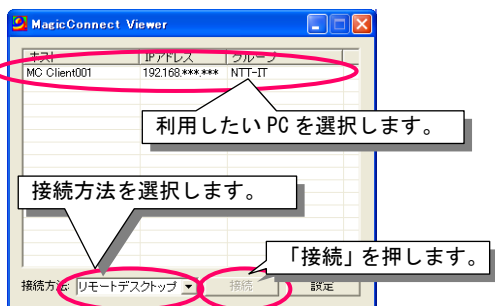 MagicConnect Viewer
ホスト IPアドレス グループ
MC Client001 192.168.***.*** NTT-IT
利用したい PC を選択します。
接続方法を選択します。
「接続」を押します。
接続方法: リモートデスクトップ 接続 設定